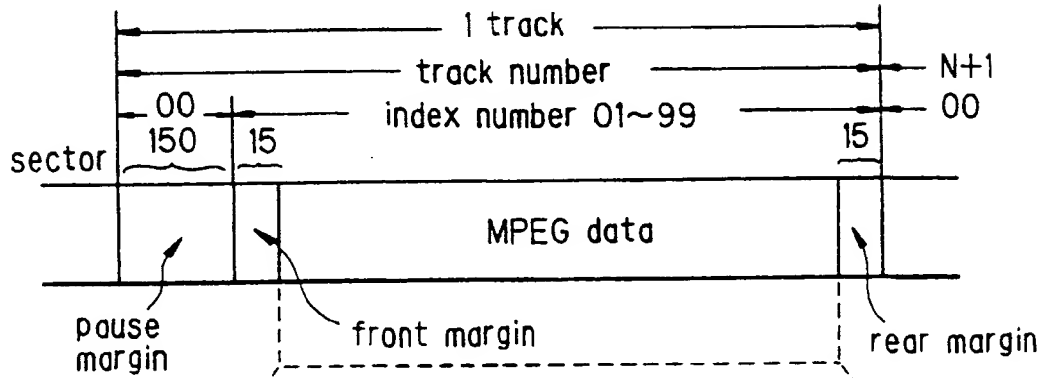 1 track
track number N+1
00 index number 01~99 00
150 15 15
sector
MPEG data
pause
margin
front margin
rear margin